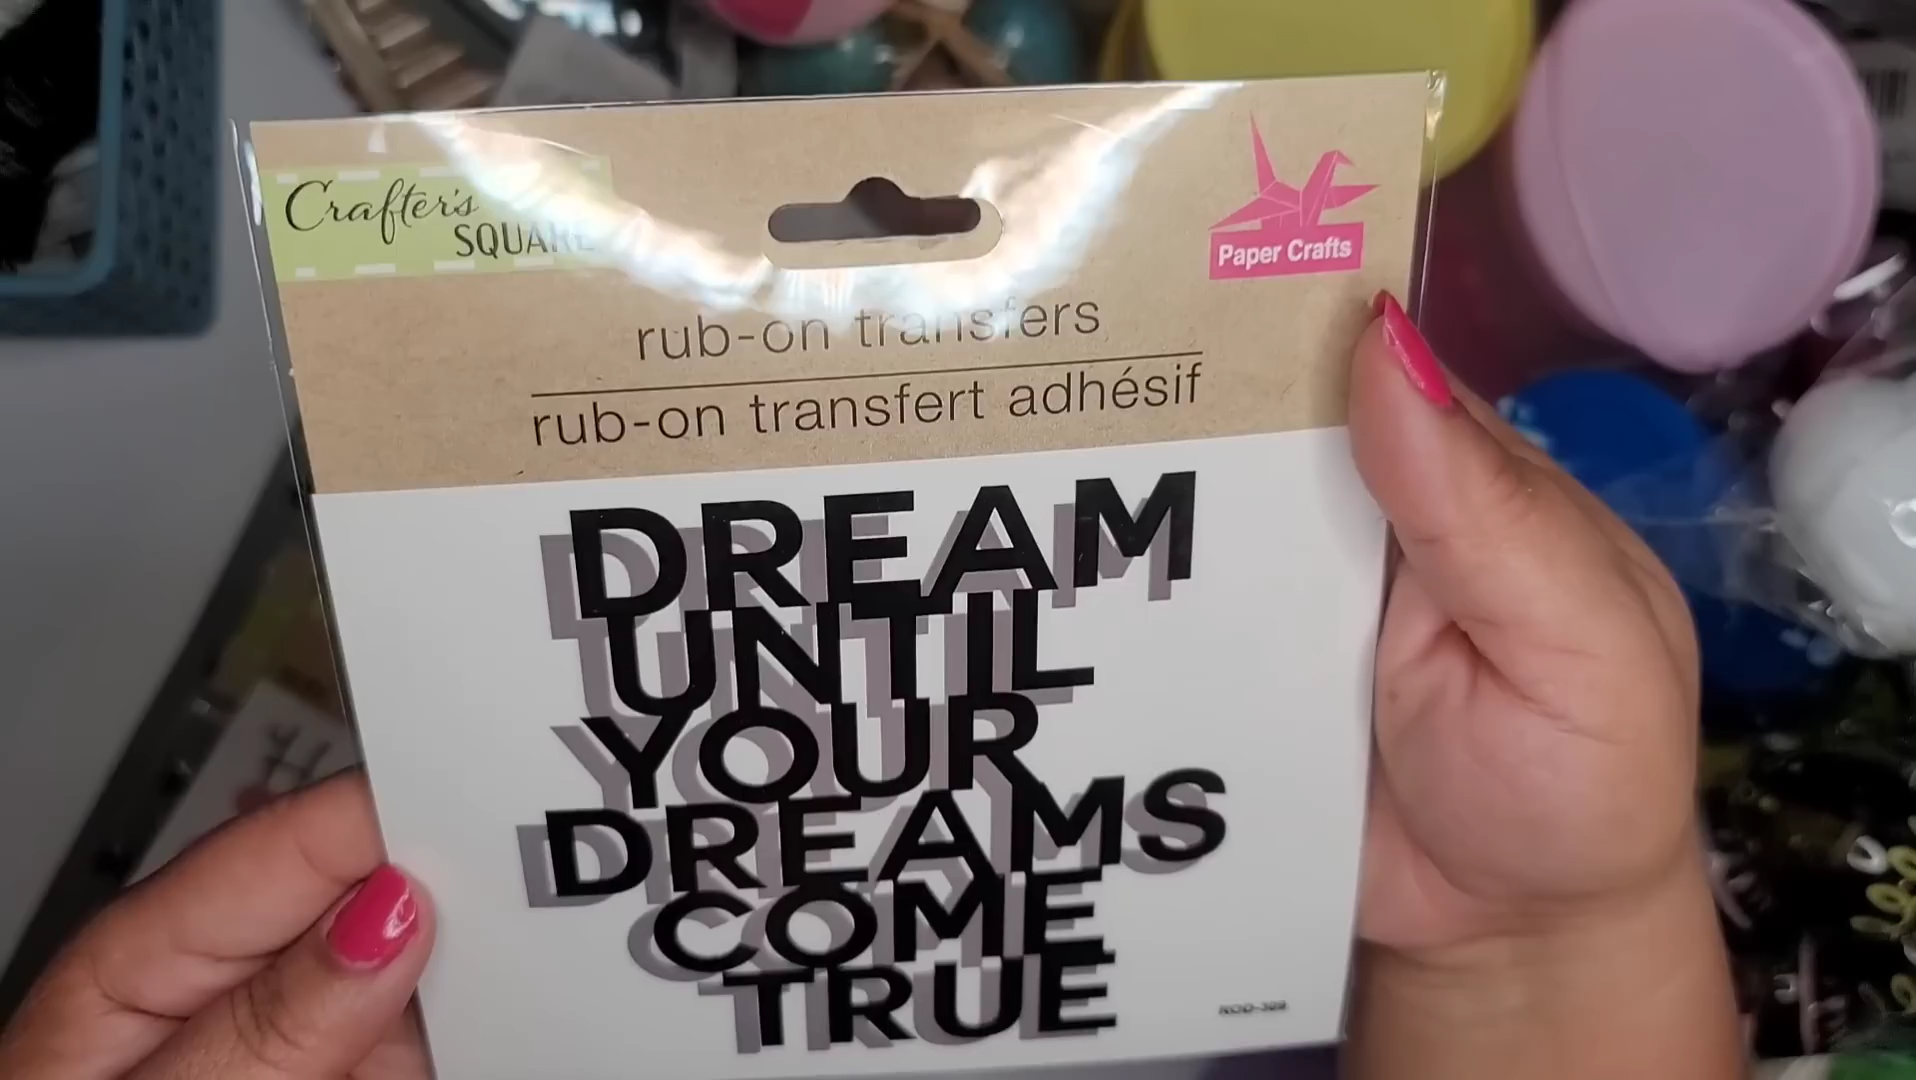 Crafter's
SQUARE
Paper Crafts
rub-on transfers
rub-on transfert adhésif
DREAM
UNTIL
YOUR
DREAMS
COME
TRUE